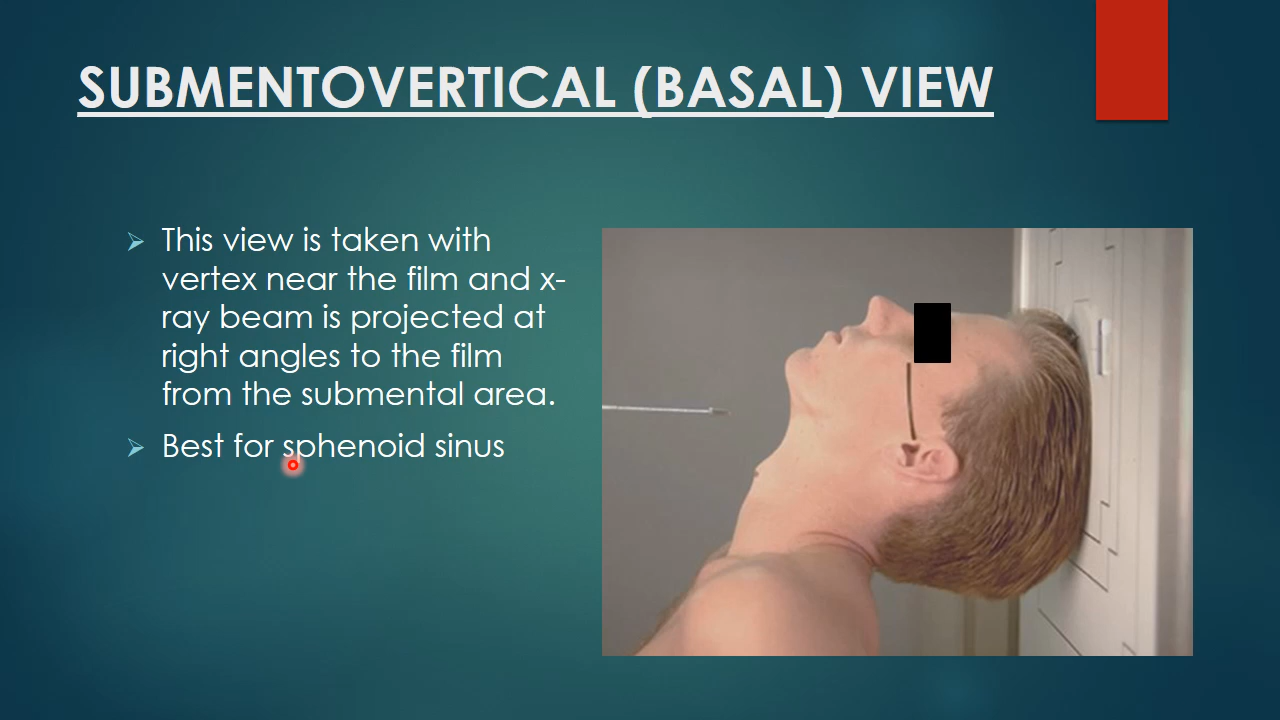 SUBMENTOVERTICAL (BASAL) VIEW
This view is taken with
vertex near the film and x-
ray beam is projected at
right angles to the film
from the submental area.
Best for sphenoid sinus